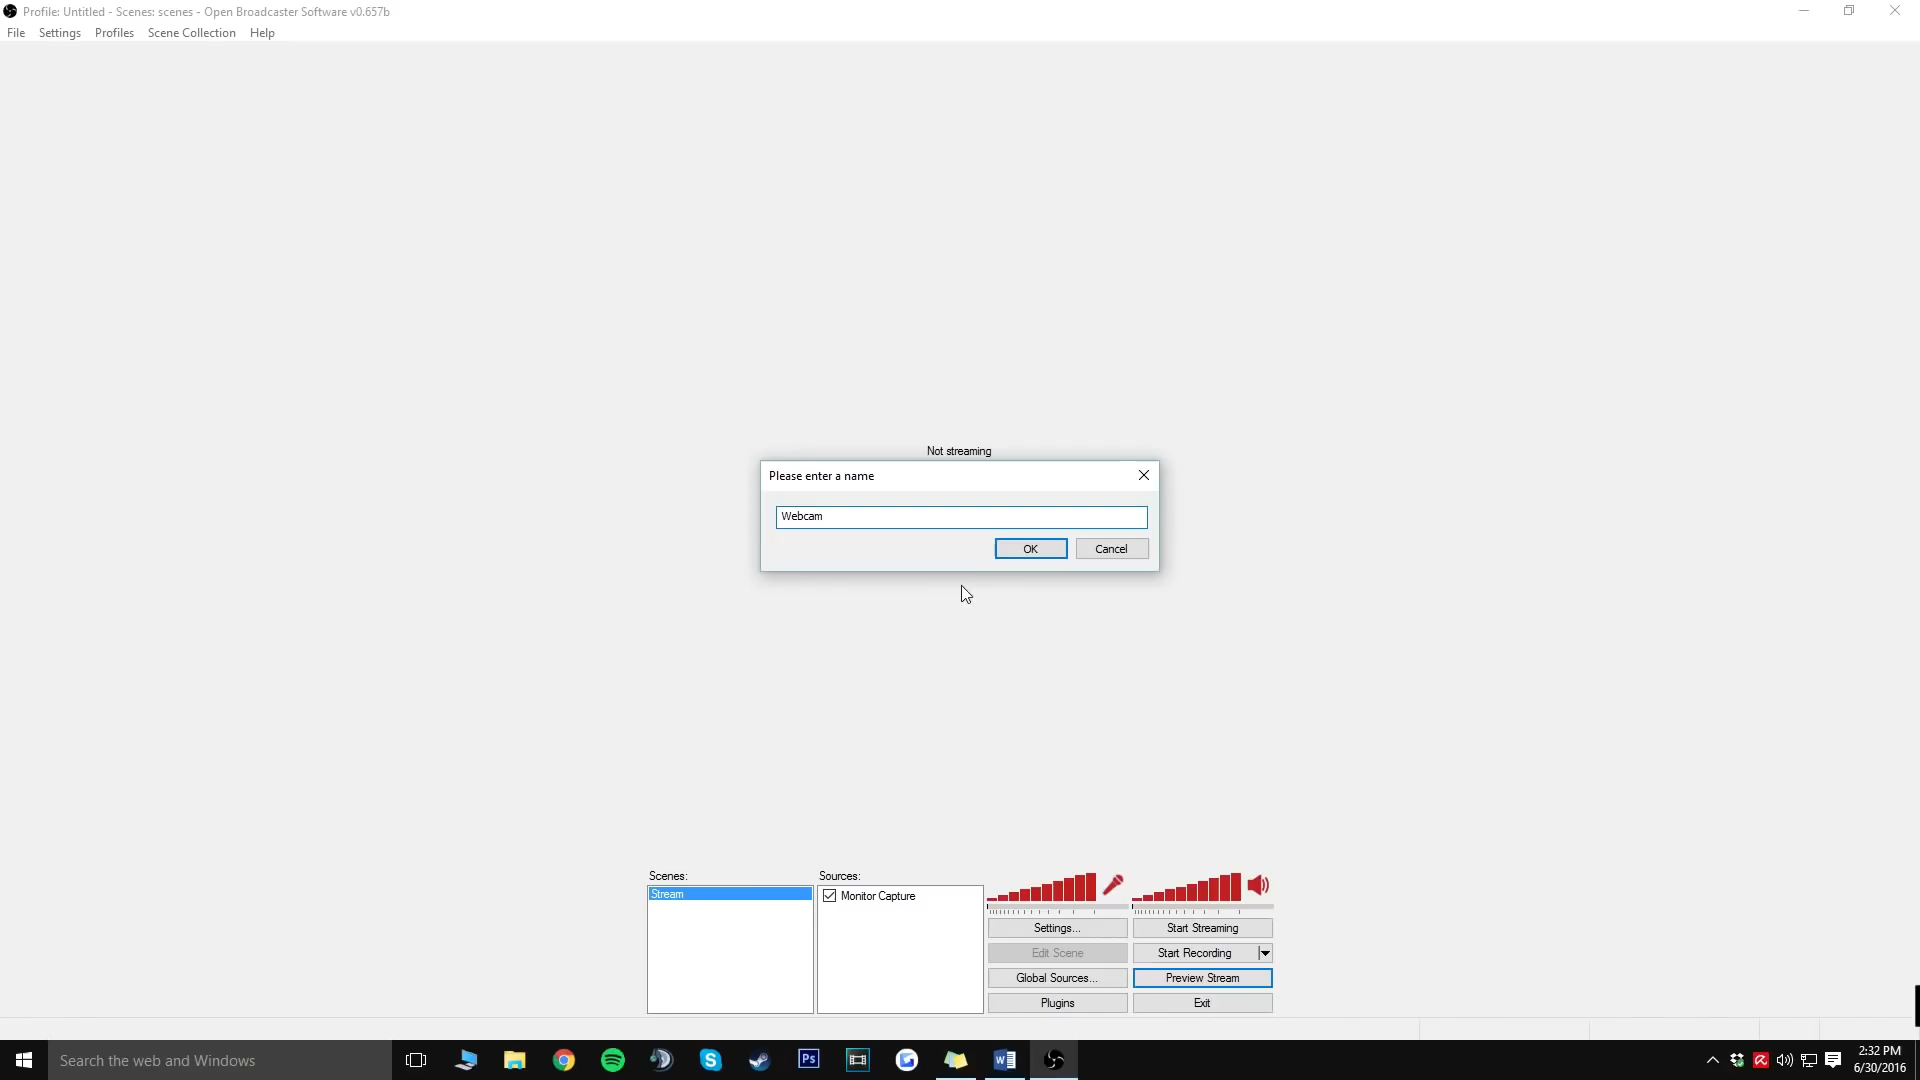 Profile: Untitled - Scenes: scenes - Open Broadcaster Software v0.657b
File Settings Profiles Scene Collection Help
Not streaming
Please enter a name
Webcam
OK Cancel
Scenes: Sources:
Stream
Monitor Capture
Settings... Start Streaming
Edit Scene Start Recording
Global Sources... Preview Stream
Plugins Exit
Search the web and Windows
Ps
2:32 PM
6/30/2016